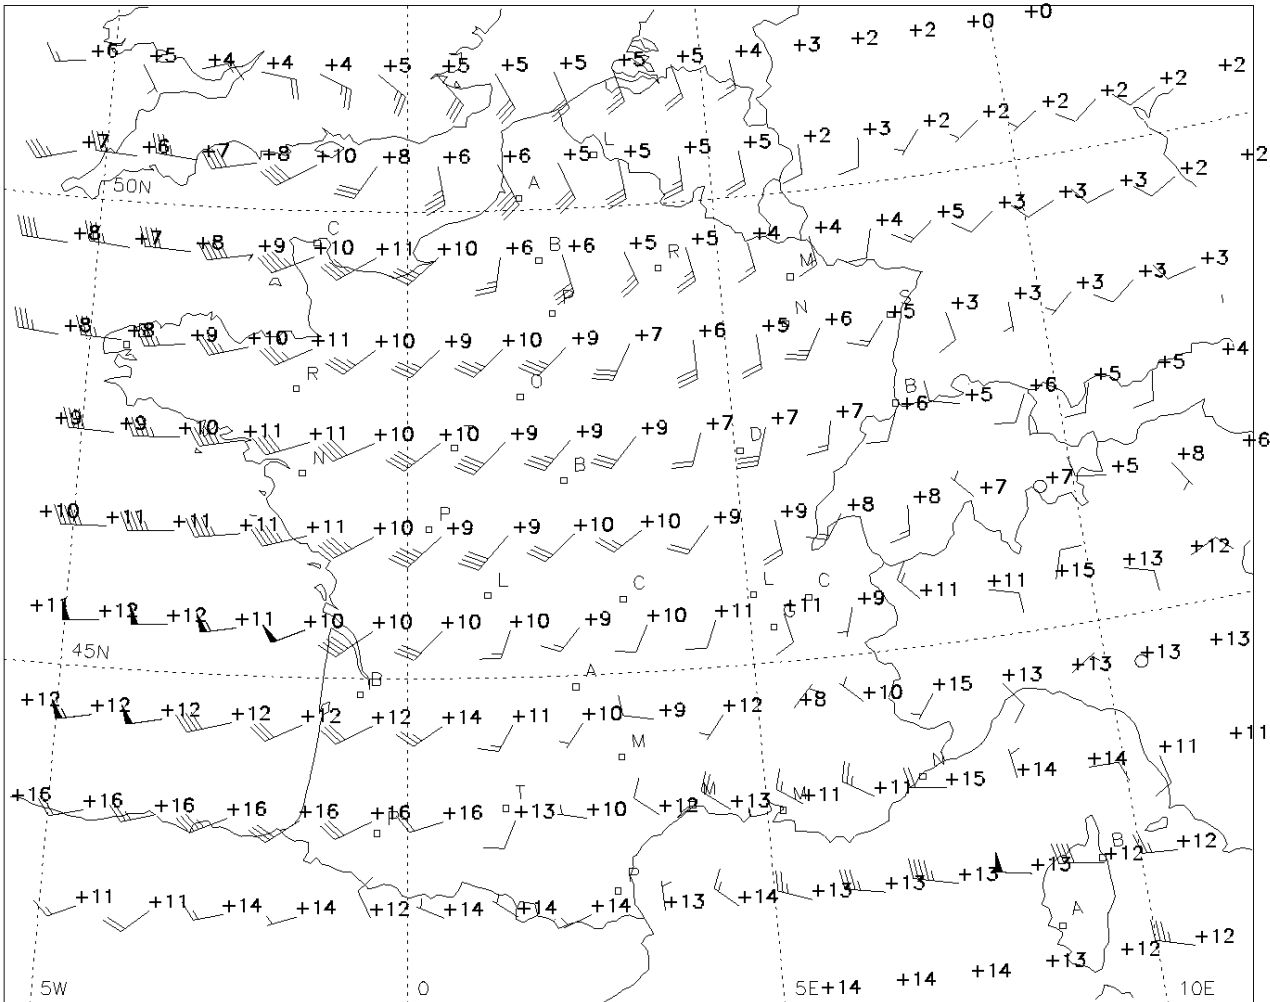 +0
+6 +5 +4 +4 +4 +5 +5 +5 +5 +5 +5 +4 +3 +2 +2 +0
+7 +6 +7 +8 +10 +8 +6 +6 +5 +5 +5 +5 +2 +3 +2 +2 +2 +2 +2 +2
L
50N
A
+8 +7 +8 +9 +10 +11 +10 +6 +6 +5 +5 +4 +4 +4 +5 +3 +3 +3 +2 +2
C
B R M
+8 +8 +9 +10 +11 +10 +9 +10 +9 +7 +6 +5 +6 +5 +3 +3 +3 +3 +3
P N S
R O B
+9 +9 +10 +11 +11 +10 +10 +9 +9 +9 +7 +7 +7 +6 +5 +6 +5 +5 +4
T D
N B
+10 +11 +11 +11 +11 +10 +9 +9 +10 +10 +9 +9 +8 +8 +7 +7 +5 +8 +6
P
L C L C
G
+11 +12 +12 +11 +10 +10 +10 +10 +9 +10 +11 +11 +9 +11 +11 +15 +13 +12
45N
B A
+12 +12 +12 +12 +12 +12 +14 +11 +10 +9 +12 +8 +10 +15 +13 +13 +13 +13
M N
+16 +16 +16 +16 +16 +16 +16 +13 +10 +12 +13 +11 +11 +15 +14 +14 +11 +11
P T M M
B
+11 +11 +14 +14 +12 +14 +14 +14 +13 +14 +13 +13 +13 +13 +12 +12
P
A
+14 +14 +14 +13 +12 +12
5W 0 5E 10E